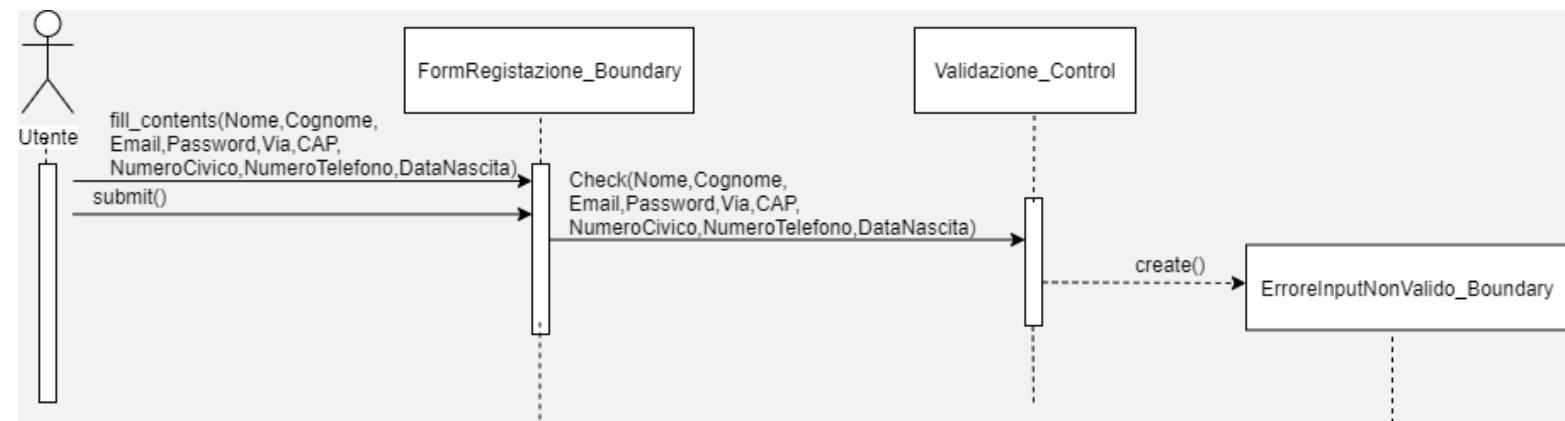 FormRegistazione_Boundary
Validazione_Control
Utente
fill_contents(Nome,Cognome,
Email,Password,Via,CAP,
NumeroCivico,NumeroTelefono,DataNascita)
submit()
Check(Nome,Cognome,
Email,Password,Via,CAP,
NumeroCivico,NumeroTelefono,DataNascita)
create()
ErroreInputNonValido_Boundary